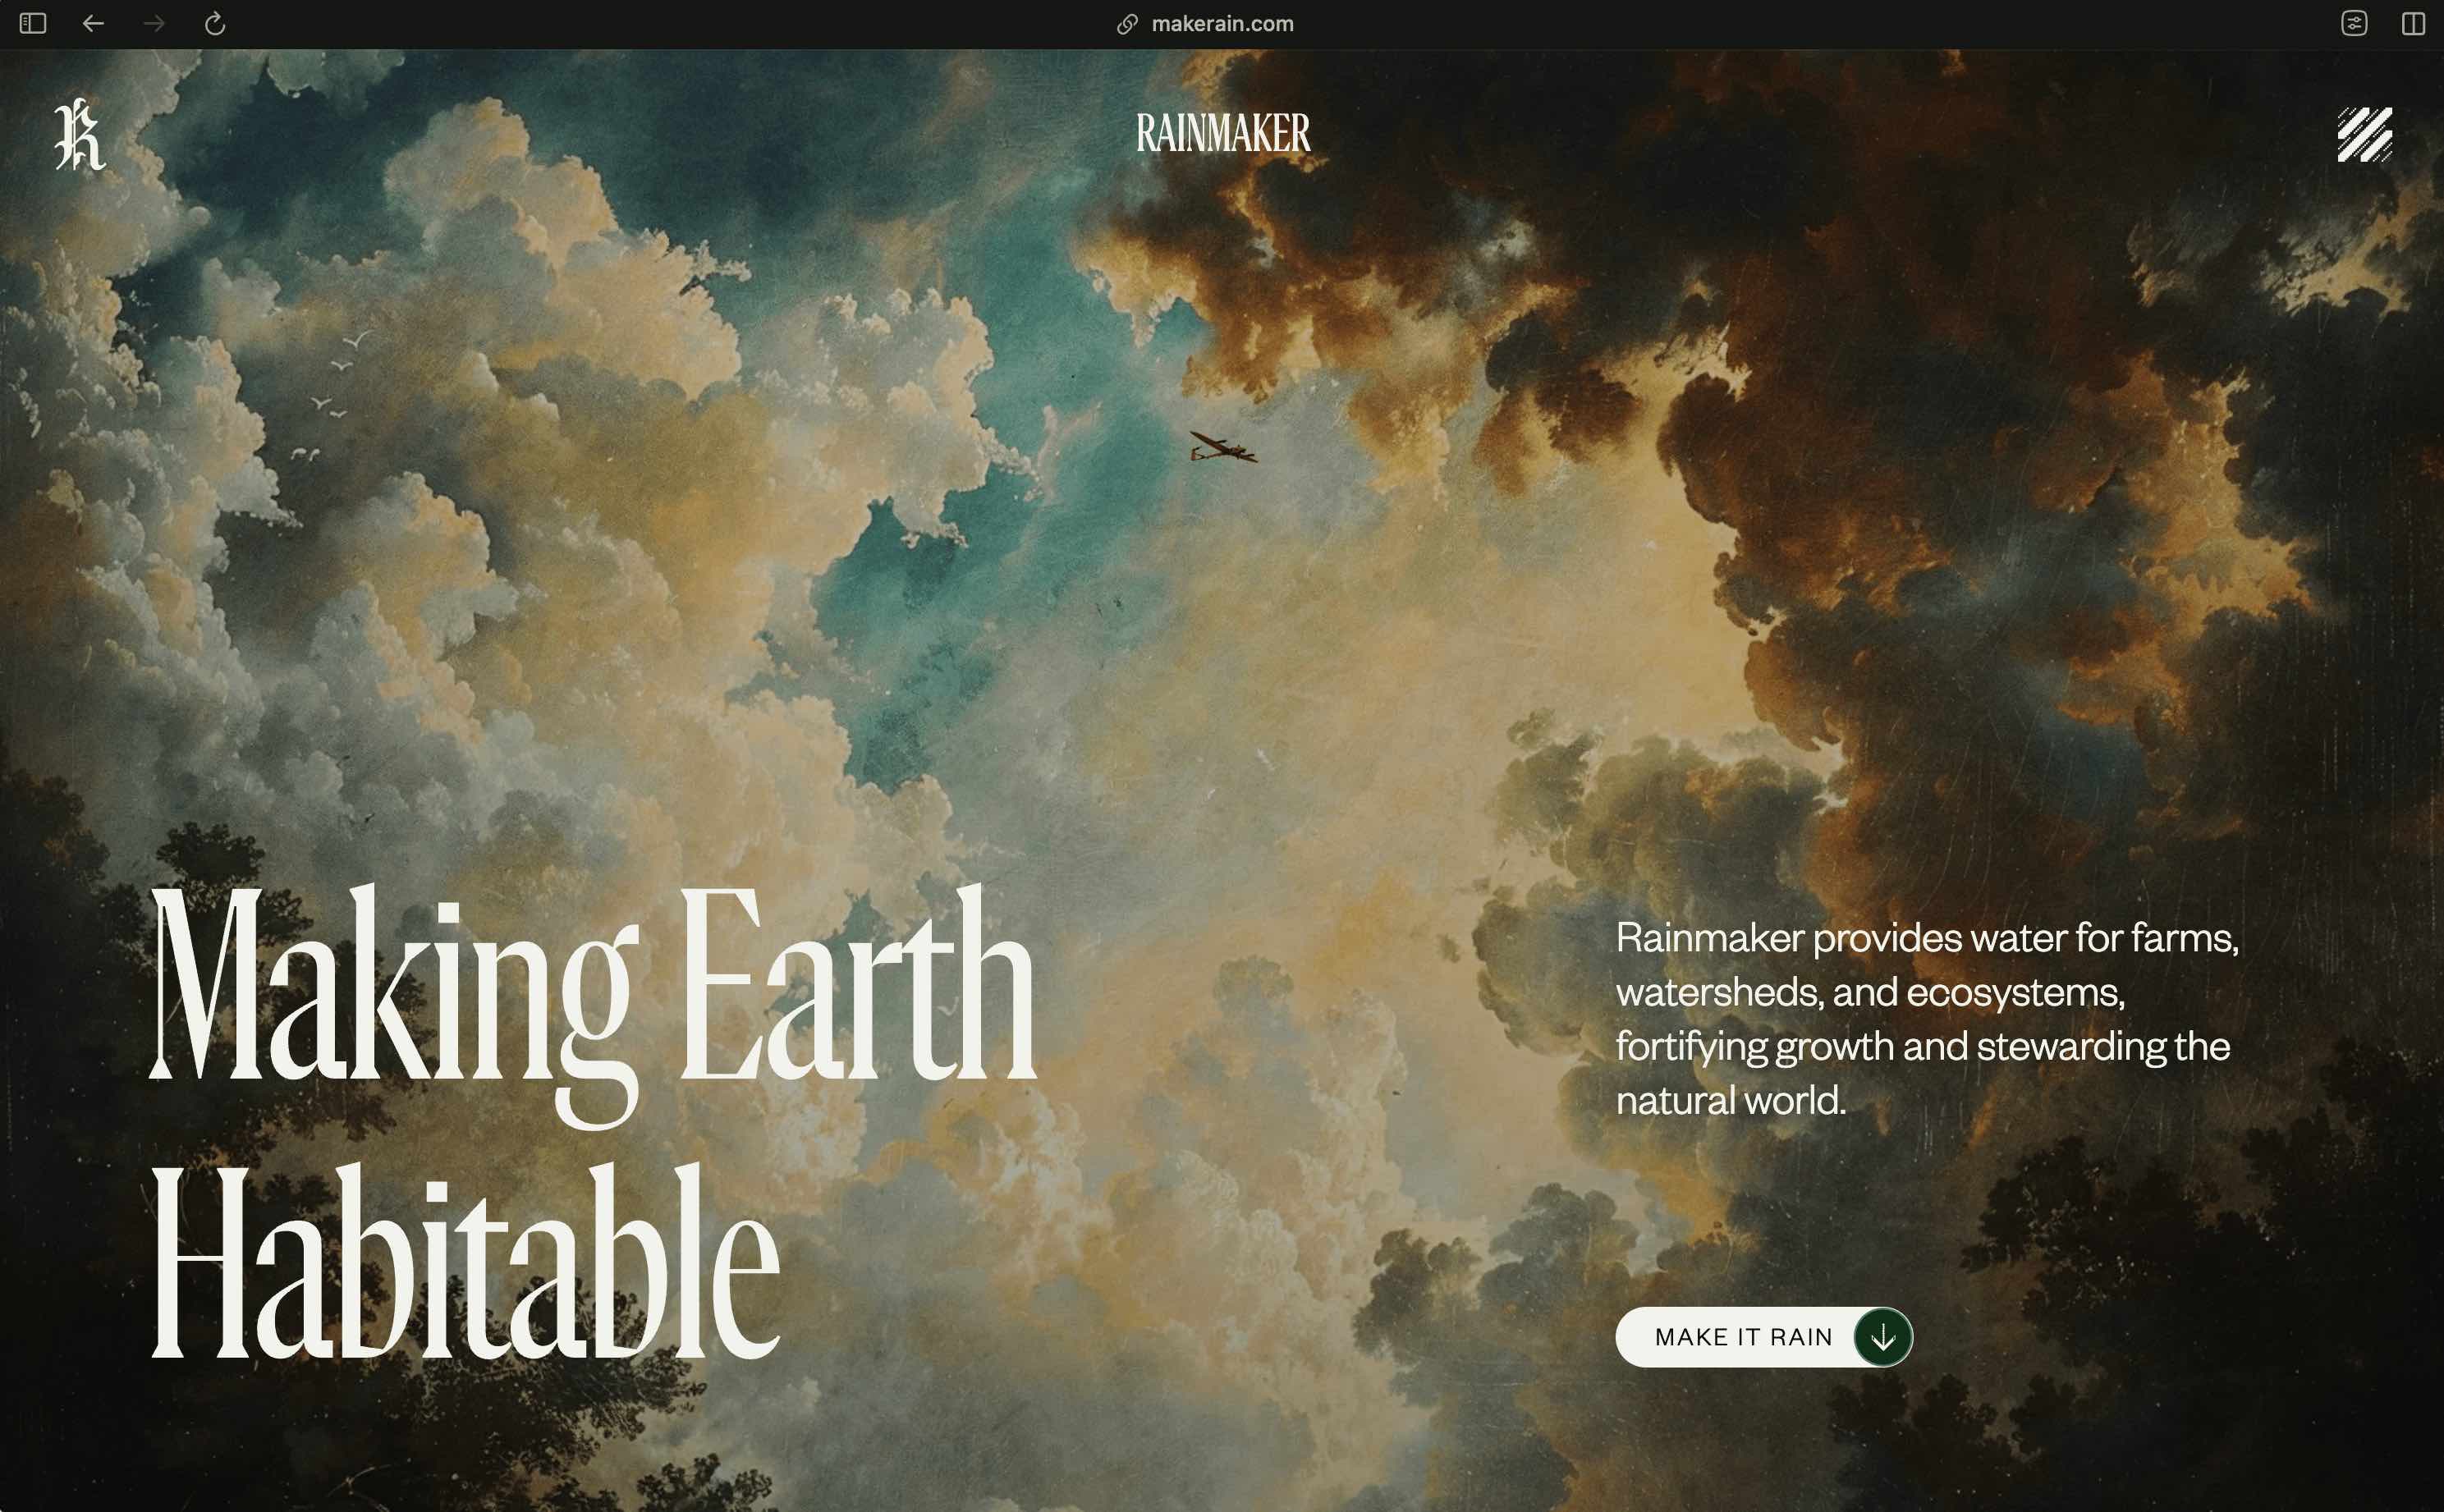 makerain.com
R
RAINMAKER
Making Earth
Habitable
Rainmaker provides water for farms,
watersheds, and ecosystems,
fortifying growth and stewarding the
natural world.
MAKE IT RAIN